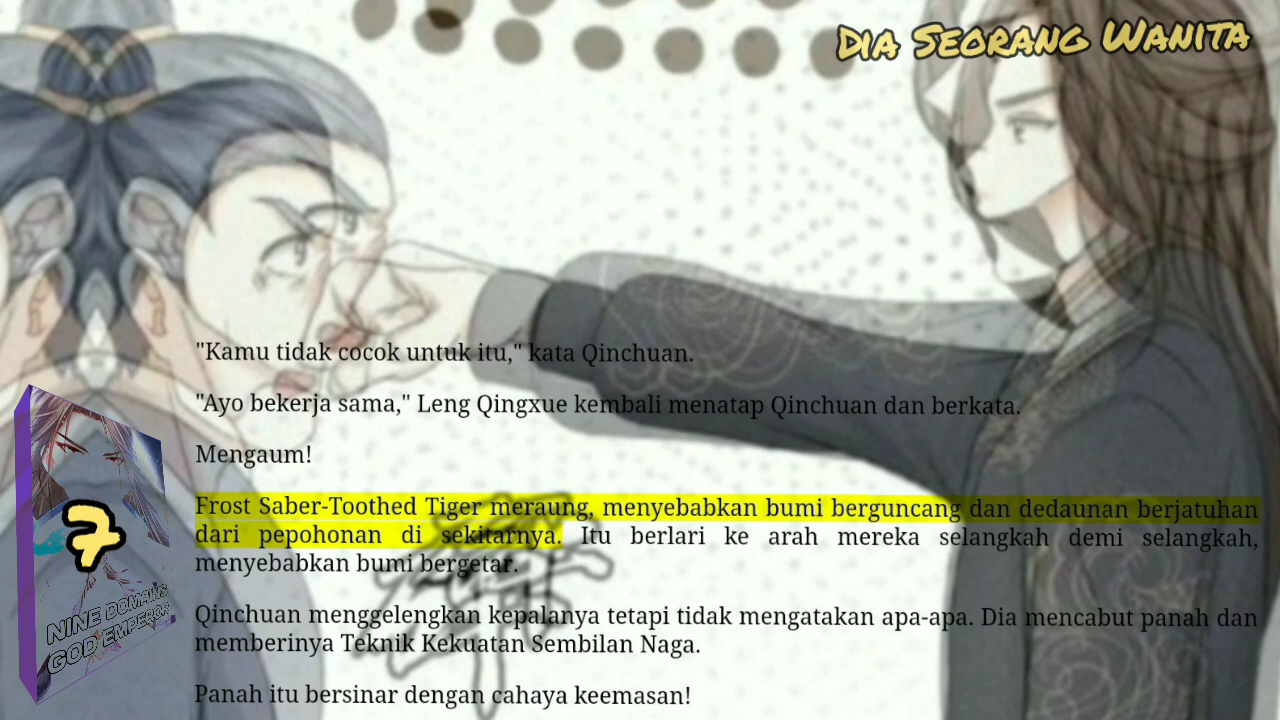 Dia Seorang Wanita
"Kamu tidak cocok untuk itu," kata Qinchuan.
"Ayo bekerja sama," Leng Qingxue kembali menatap Qinchuan dan berkata.
Mengaum!
Frost Saber-Toothed Tiger meraung, menyebabkan bumi berguncang dan dedaunan berjatuhan
dari pepohonan di sekitarnya. Itu berlari ke arah mereka selangkah demi selangkah,
menyebabkan bumi bergetar.
Qinchuan menggelengkan kepalanya tetapi tidak mengatakan apa-apa. Dia mencabut panah dan
memberinya Teknik Kekuatan Sembilan Naga.
Panah itu bersinar dengan cahaya keemasan!
7
NINE DOMAINS
GOD EMPEROR